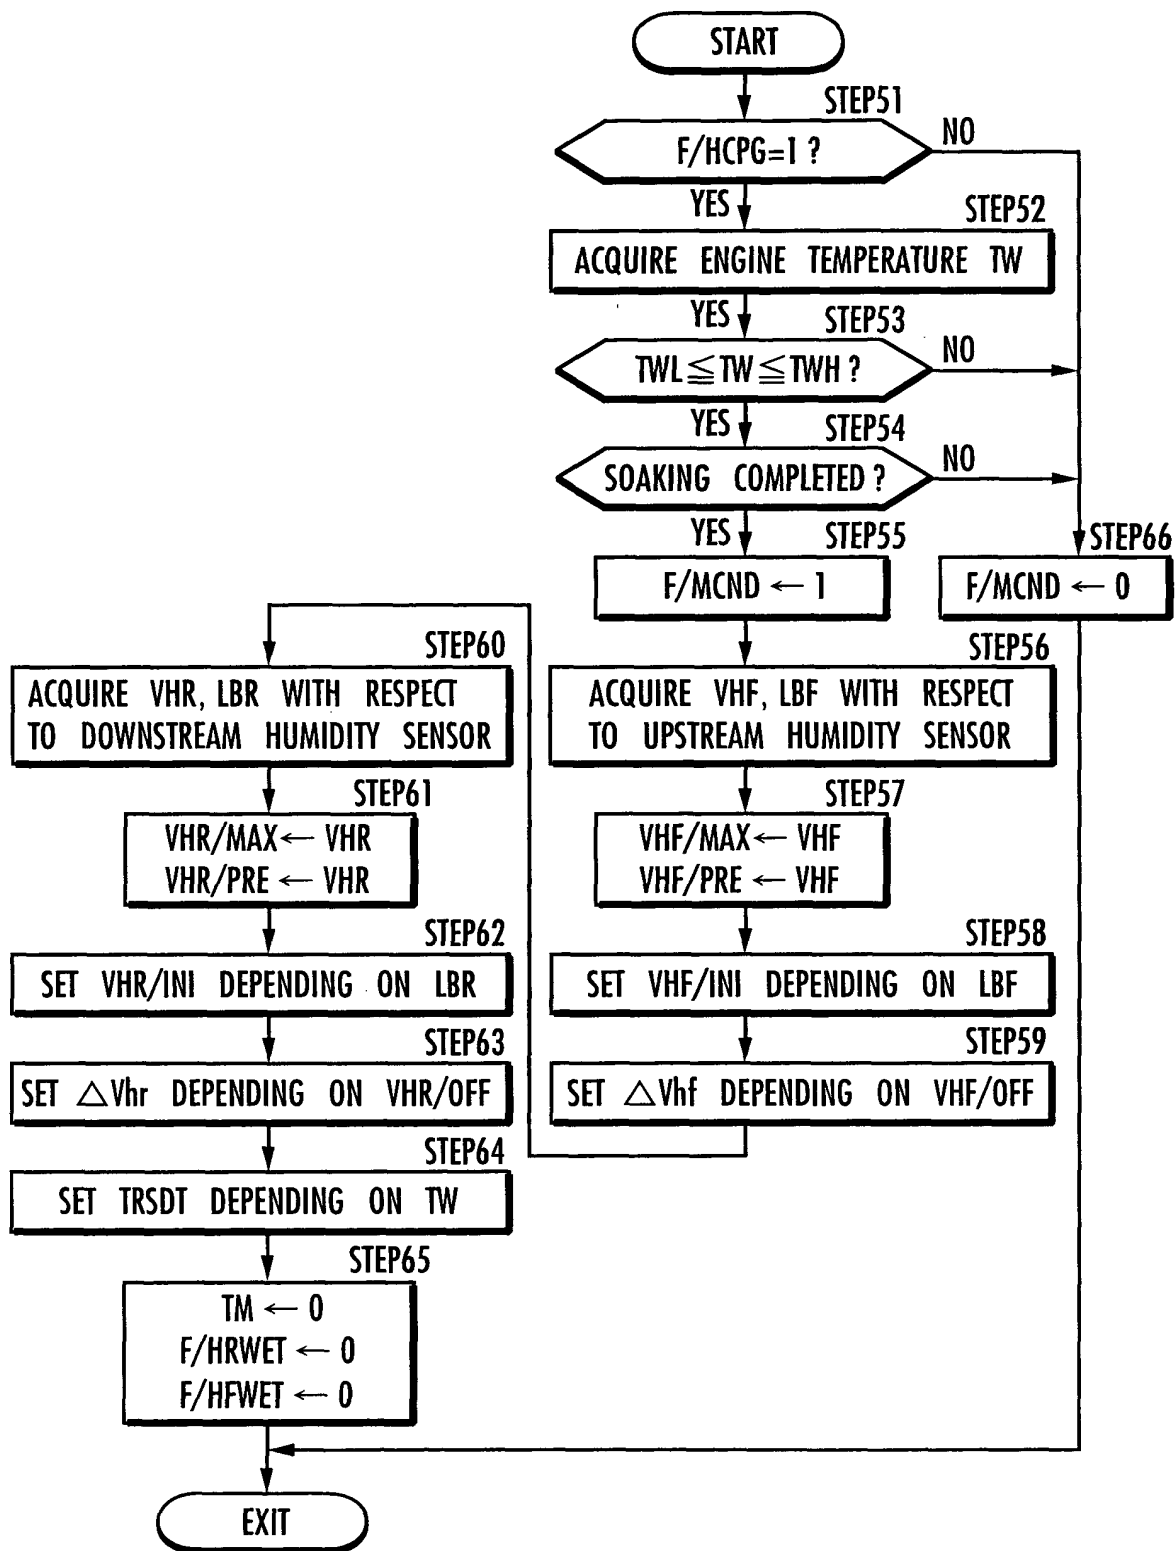 START
STEP51
F/HCPG=1 ?
NO
YES
STEP52
ACQUIRE ENGINE TEMPERATURE TW
YES
STEP53
TWL ≦ TW ≦ TWH ?
NO
YES
STEP54
SOAKING COMPLETED ?
NO
YES
STEP55
F/MCND ← 1
STEP66
F/MCND ← 0
STEP56
ACQUIRE VHF, LBF WITH RESPECT
TO UPSTREAM HUMIDITY SENSOR
STEP57
VHF/MAX ← VHF
VHF/PRE ← VHF
STEP58
SET VHF/INI DEPENDING ON LBF
STEP59
SET △Vhf DEPENDING ON VHF/OFF
STEP60
ACQUIRE VHR, LBR WITH RESPECT
TO DOWNSTREAM HUMIDITY SENSOR
STEP61
VHR/MAX ← VHR
VHR/PRE ← VHR
STEP62
SET VHR/INI DEPENDING ON LBR
STEP63
SET △Vhr DEPENDING ON VHR/OFF
STEP64
SET TRSDT DEPENDING ON TW
STEP65
TM ← 0
F/HRWET ← 0
F/HFWET ← 0
EXIT